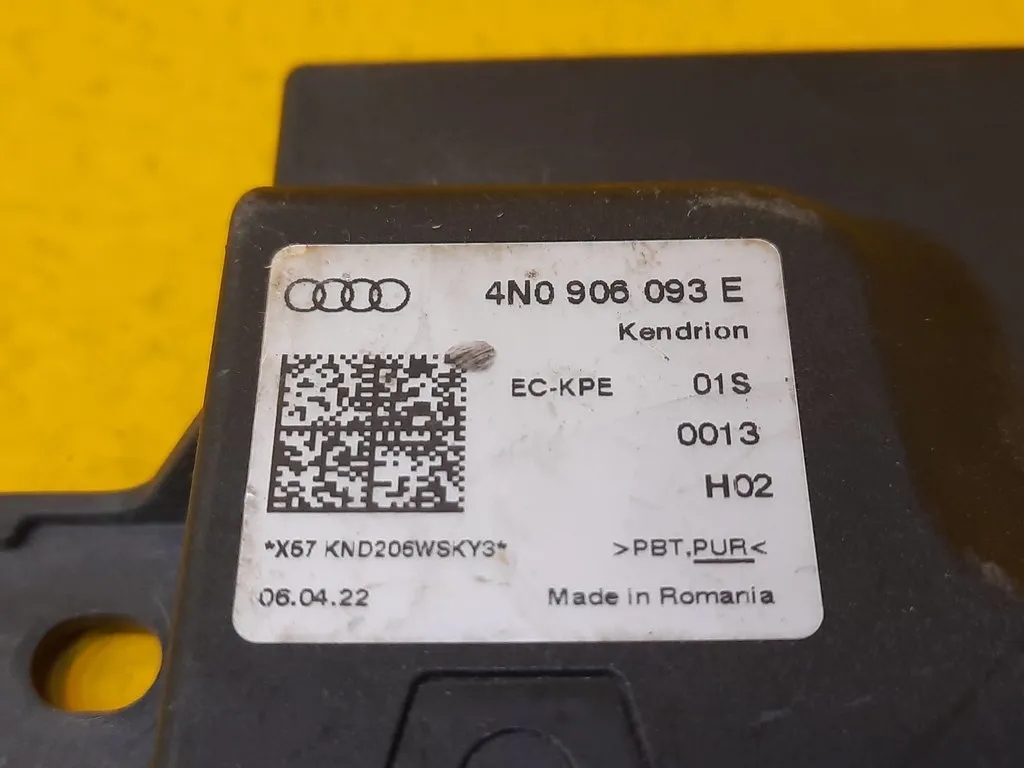 4N0 906 093 E
Kendrion
EC-KPE 01S
0013
H02
*X57 KND206WSKY3* >PBT,PUR<
06.04.22 Made in Romania